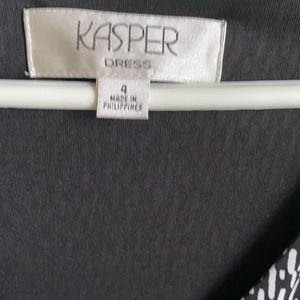 KASPER
DRESS
4
MADE IN
PHILIPPINES